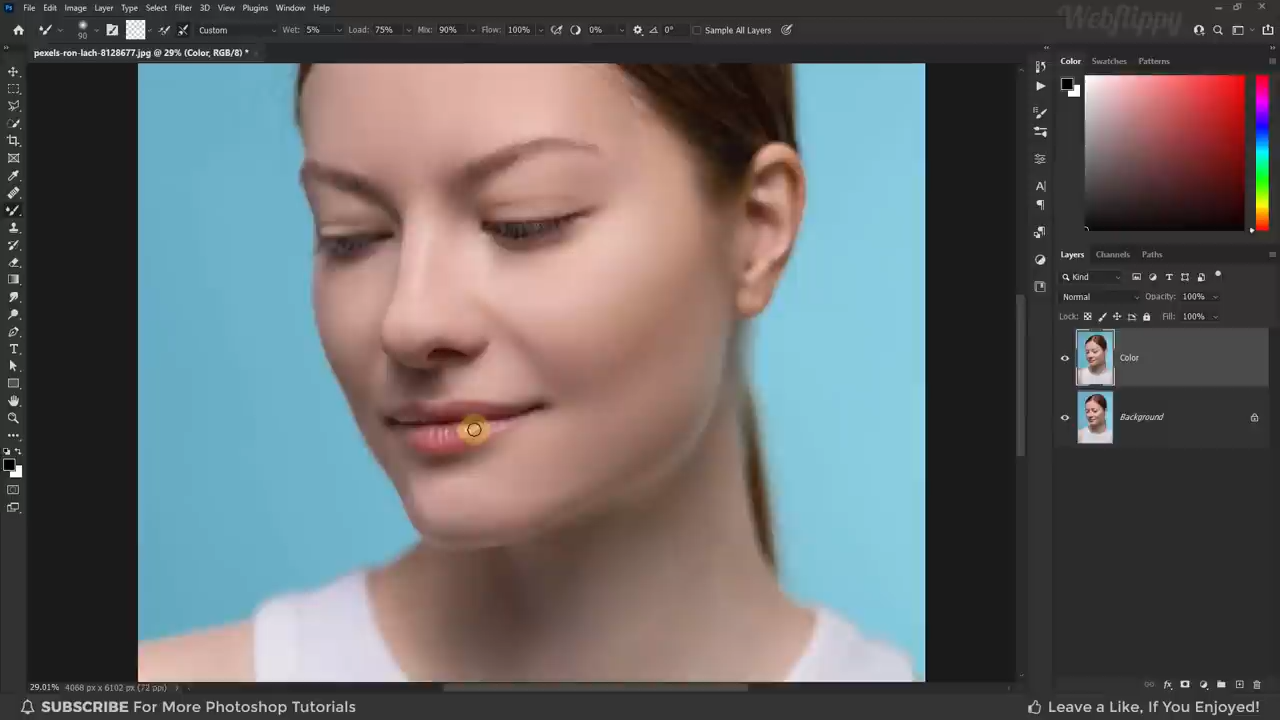 Webflippy
File Edit Image Layer Type Select Filter 3D View Plugins Window Help
90 Custom Wet: 5% Load: 75% Mix: 90% Flow: 100% 0% 0° Sample All Layers
pexels-ron-lach-8128677.jpg @ 29% (Color, RGB/8) *
Color Swatches Patterns
Layers Channels Paths
Kind
Normal Opacity: 100%
Lock: Fill: 100%
Color
Background
29.01% 4068 px x 6102 px (72 ppi)
SUBSCRIBE For More Photoshop Tutorials
Leave a Like, If You Enjoyed!